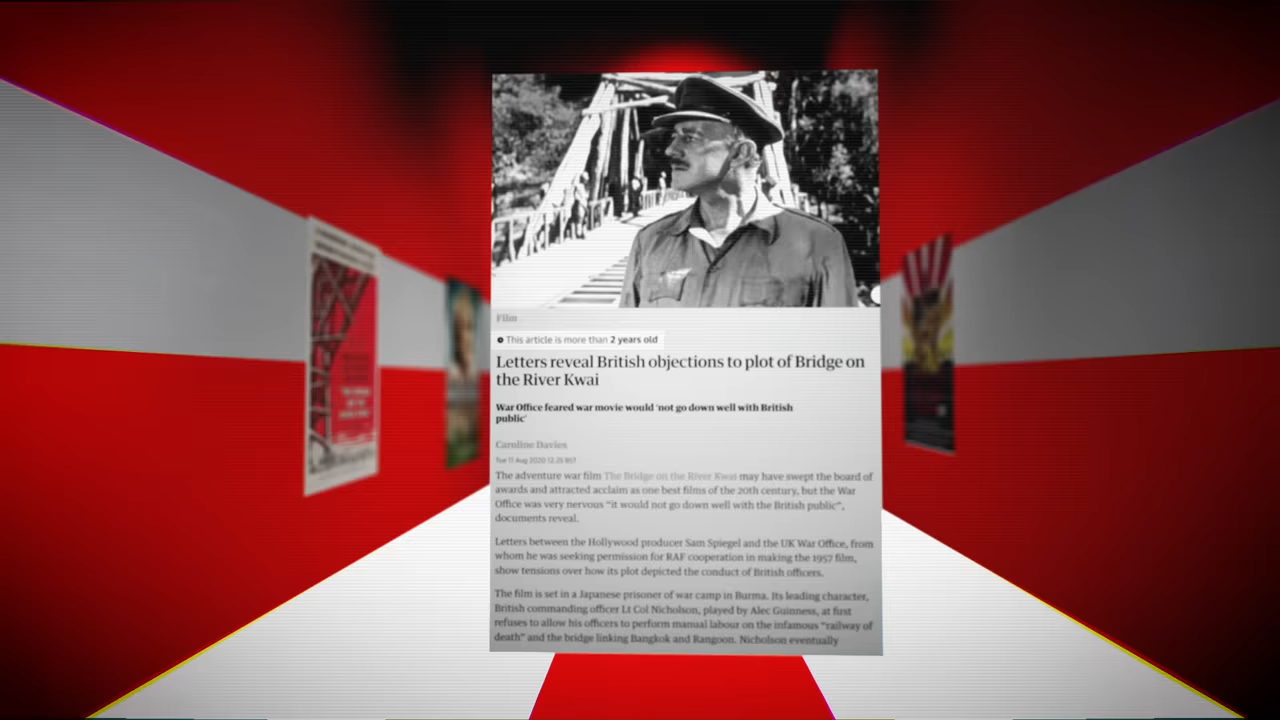 Film
This article is more than 2 years old
Letters reveal British objections to plot of Bridge on
the River Kwai
War Office feared war movie would 'not go down well with British
public'
Caroline Davies
Tue 11 Aug 2020 12.25 BST
The adventure war film The Bridge on the River Kwai may have swept the board of
awards and attracted acclaim as one best films of the 20th century, but the War
Office was very nervous "it would not go down well with the British public",
documents reveal.
Letters between the Hollywood producer Sam Spiegel and the UK War Office, from
whom he was seeking permission for RAF cooperation in making the 1957 film,
show tensions over how its plot depicted the conduct of British officers.
The film is set in a Japanese prisoner of war camp in Burma. Its leading character,
British commanding officer Lt Col Nicholson, played by Alec Guinness, at first
refuses to allow his officers to perform manual labour on the infamous "railway of
death" and the bridge linking Bangkok and Rangoon. Nicholson eventually